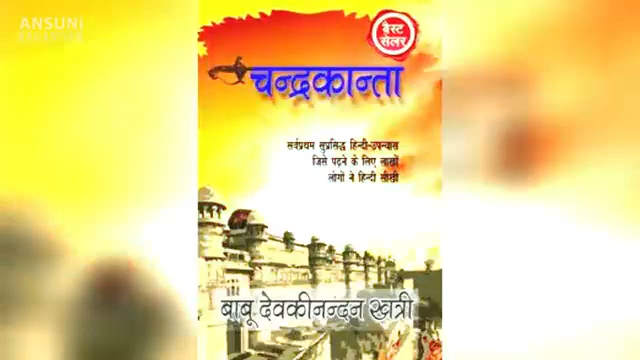 ANSUNI
बैस्ट
सेलर
चन्द्रकान्ता
सर्वप्रथम सुप्रसिद्ध हिन्दी-उपन्यास
जिसे पढ़ने के लिए लाखों
लोगों ने हिन्दी सीखी
बाबू देवकीनन्दन खत्री